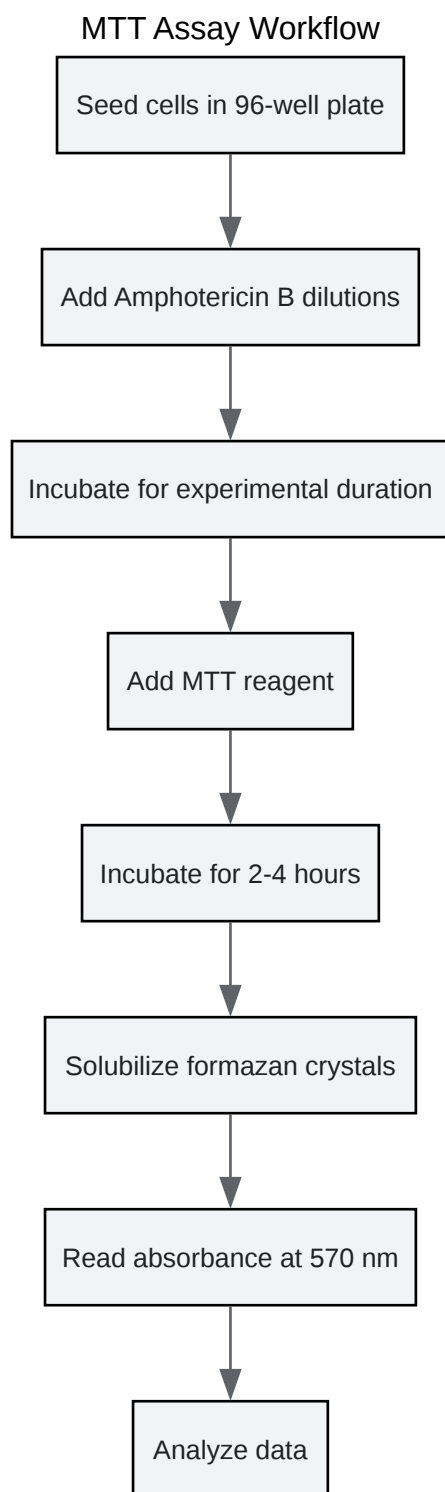 MTT Assay Workflow
Seed cells in 96-well plate
Add Amphotericin B dilutions
Incubate for experimental duration
Add MTT reagent
Incubate for 2-4 hours
Solubilize formazan crystals
Read absorbance at 570 nm
Analyze data